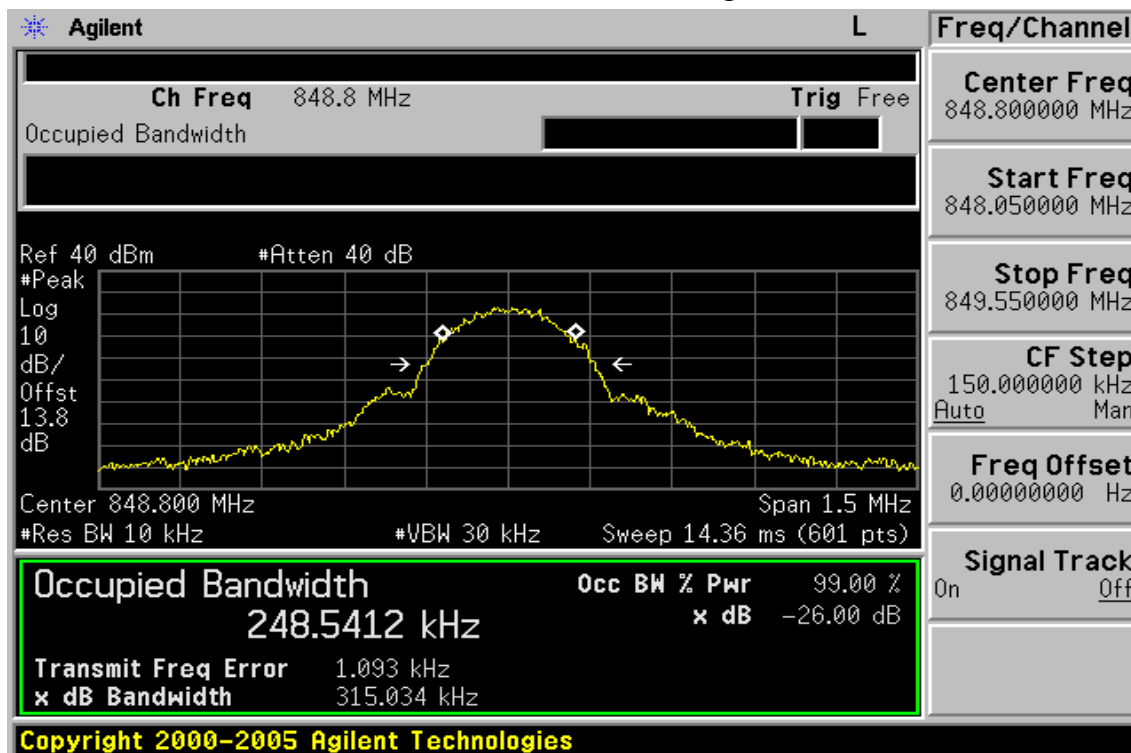 Agilent L
Freq/Channel
Ch Freq 848.8 MHz Trig Free
Occupied Bandwidth
Center Freq
848.800000 MHz
Start Freq
848.050000 MHz
Stop Freq
849.550000 MHz
CF Step
150.000000 kHz
Auto Man
Freq Offset
0.00000000 Hz
Signal Track
On Off
Ref 40 dBm #Atten 40 dB
#Peak
Log
10
dB/
Offst
13.8
dB
Center 848.800 MHz Span 1.5 MHz
#Res BW 10 kHz #VBW 30 kHz Sweep 14.36 ms (601 pts)
Occupied Bandwidth Occ BW % Pwr 99.00 %
248.5412 kHz x dB -26.00 dB
Transmit Freq Error 1.093 kHz
x dB Bandwidth 315.034 kHz
Copyright 2000-2005 Agilent Technologies